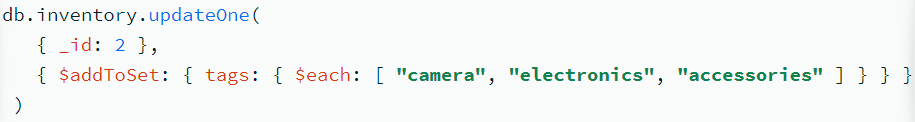 db.inventory.updateOne(
{ _id: 2 },
{ $addToSet: { tags: { $each: [ "camera", "electronics", "accessories" ] } } }
)